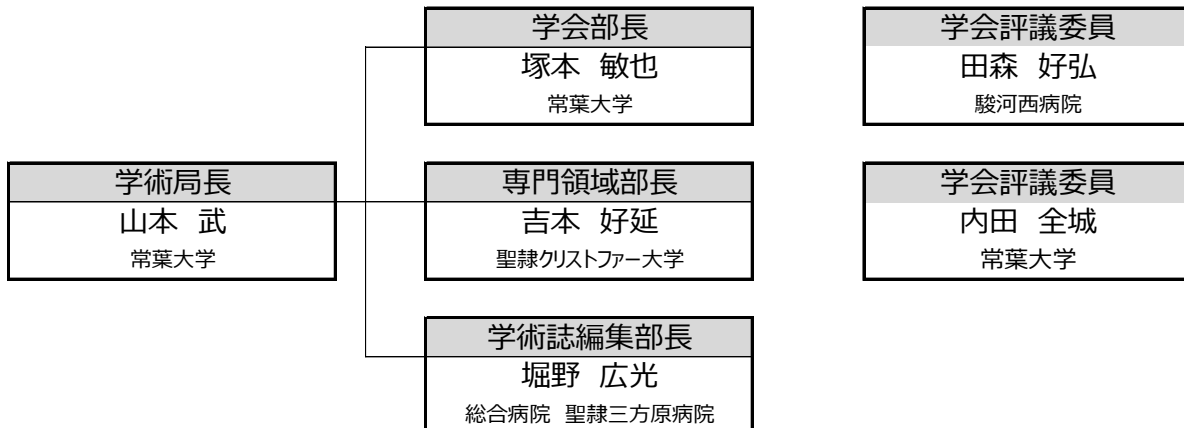 学会部長
塚本 敏也
常葉大学
学会評議委員
田森 好弘
駿河西病院
学術局長
山本 武
常葉大学
専門領域部長
吉本 好延
聖隷クリストファー大学
学会評議委員
内田 全城
常葉大学
学術誌編集部長
堀野 広光
総合病院 聖隷三方原病院